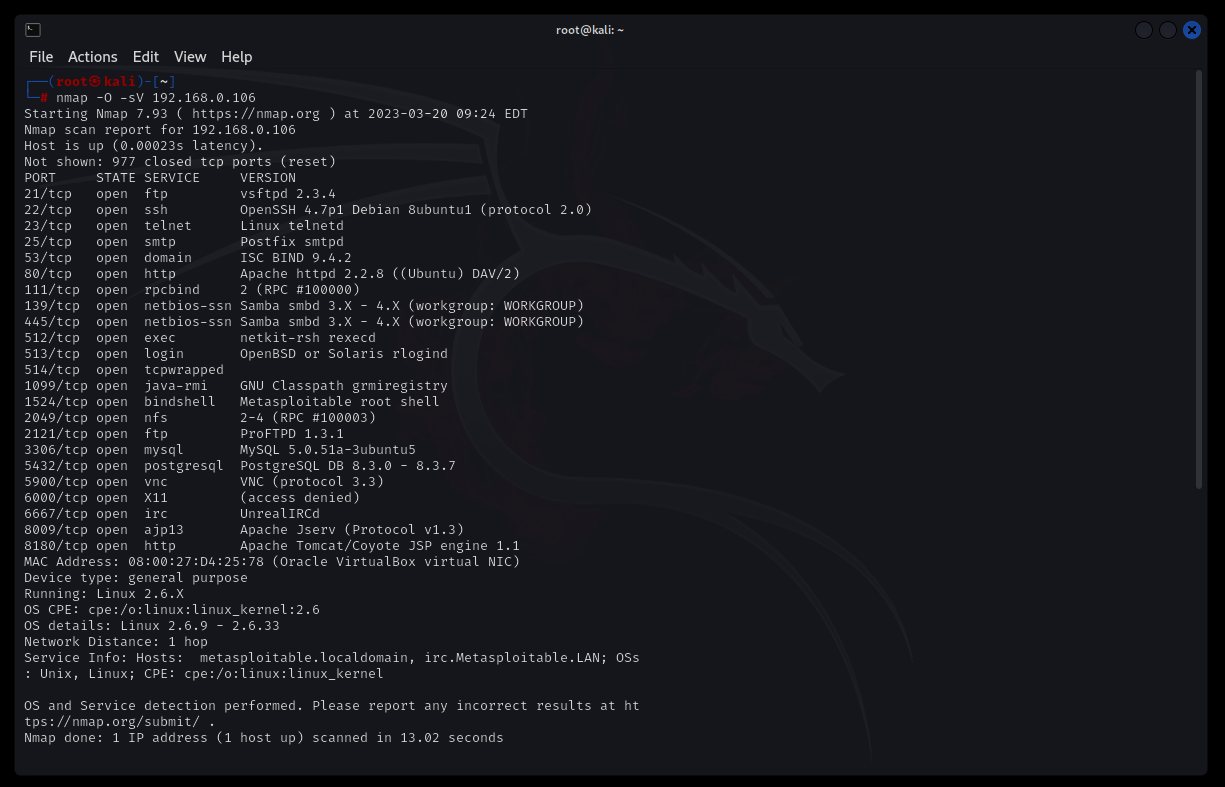 root@kali: ~
File Actions Edit View Help
┌──(root㉿kali)-[~]
└─# nmap -O -sV 192.168.0.106
Starting Nmap 7.93 ( https://nmap.org ) at 2023-03-20 09:24 EDT
Nmap scan report for 192.168.0.106
Host is up (0.00023s latency).
Not shown: 977 closed tcp ports (reset)
PORT     STATE SERVICE     VERSION
21/tcp   open  ftp         vsftpd 2.3.4
22/tcp   open  ssh         OpenSSH 4.7p1 Debian 8ubuntu1 (protocol 2.0)
23/tcp   open  telnet      Linux telnetd
25/tcp   open  smtp        Postfix smtpd
53/tcp   open  domain      ISC BIND 9.4.2
80/tcp   open  http        Apache httpd 2.2.8 ((Ubuntu) DAV/2)
111/tcp  open  rpcbind     2 (RPC #100000)
139/tcp  open  netbios-ssn Samba smbd 3.X - 4.X (workgroup: WORKGROUP)
445/tcp  open  netbios-ssn Samba smbd 3.X - 4.X (workgroup: WORKGROUP)
512/tcp  open  exec        netkit-rsh rexecd
513/tcp  open  login       OpenBSD or Solaris rlogind
514/tcp  open  tcpwrapped
1099/tcp open  java-rmi    GNU Classpath grmiregistry
1524/tcp open  bindshell   Metasploitable root shell
2049/tcp open  nfs         2-4 (RPC #100003)
2121/tcp open  ftp         ProFTPD 1.3.1
3306/tcp open  mysql       MySQL 5.0.51a-3ubuntu5
5432/tcp open  postgresql  PostgreSQL DB 8.3.0 - 8.3.7
5900/tcp open  vnc         VNC (protocol 3.3)
6000/tcp open  X11         (access denied)
6667/tcp open  irc         UnrealIRCd
8009/tcp open  ajp13       Apache Jserv (Protocol v1.3)
8180/tcp open  http        Apache Tomcat/Coyote JSP engine 1.1
MAC Address: 08:00:27:D4:25:78 (Oracle VirtualBox virtual NIC)
Device type: general purpose
Running: Linux 2.6.X
OS CPE: cpe:/o:linux:linux_kernel:2.6
OS details: Linux 2.6.9 - 2.6.33
Network Distance: 1 hop
Service Info: Hosts:  metasploitable.localdomain, irc.Metasploitable.LAN; OSs
: Unix, Linux; CPE: cpe:/o:linux:linux_kernel
OS and Service detection performed. Please report any incorrect results at ht
tps://nmap.org/submit/ .
Nmap done: 1 IP address (1 host up) scanned in 13.02 seconds